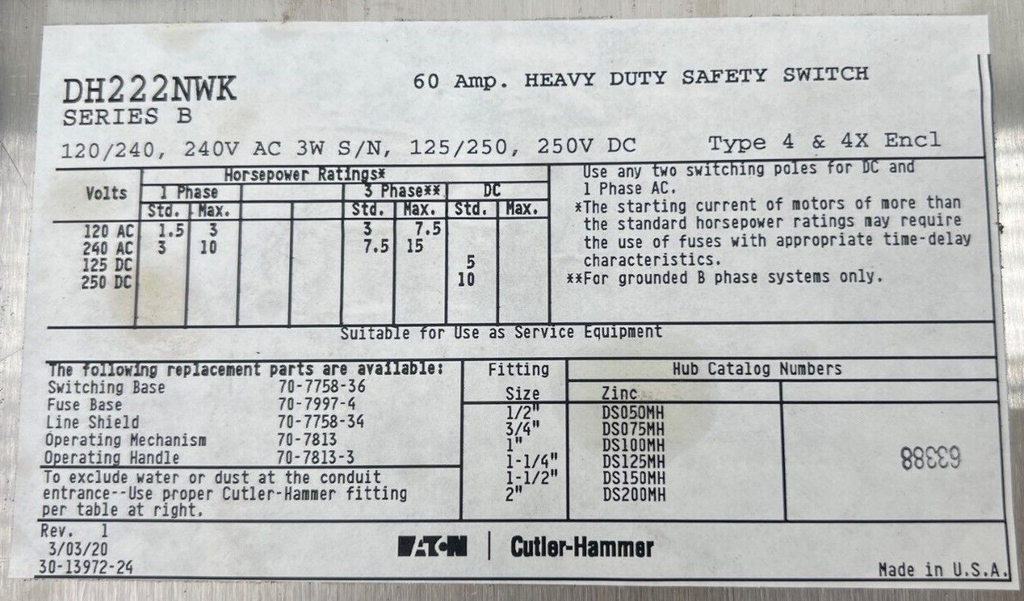 DH222NWK
60 Amp. HEAVY DUTY SAFETY SWITCH
SERIES B
120/240, 240V AC 3W S/N, 125/250, 250V DC
Type 4 & 4X Encl
Volts
Horsepower Ratings*
1 Phase 3 Phase** DC
Std. Max. Std. Max. Std. Max.
120 AC 1.5 3 3 7.5
240 AC 3 10 7.5 15
125 DC 5
250 DC 10
Use any two switching poles for DC and
1 Phase AC.
*The starting current of motors of more than
the standard horsepower ratings may require
the use of fuses with appropriate time-delay
characteristics.
**For grounded B phase systems only.
Suitable for Use as Service Equipment
The following replacement parts are available:
Switching Base 70-7758-36
Fuse Base 70-7997-4
Line Shield 70-7758-34
Operating Mechanism 70-7813
Operating Handle 70-7813-3
To exclude water or dust at the conduit
entrance--Use proper Cutler-Hammer fitting
per table at right.
Fitting Hub Catalog Numbers
Size Zinc
1/2" DS050MH
3/4" DS075MH
1" DS100MH
1-1/4" DS125MH
1-1/2" DS150MH
2" DS200MH
63388
Rev. 1
3/03/20
30-13972-24
EATON | Cutler-Hammer
Made in U.S.A.